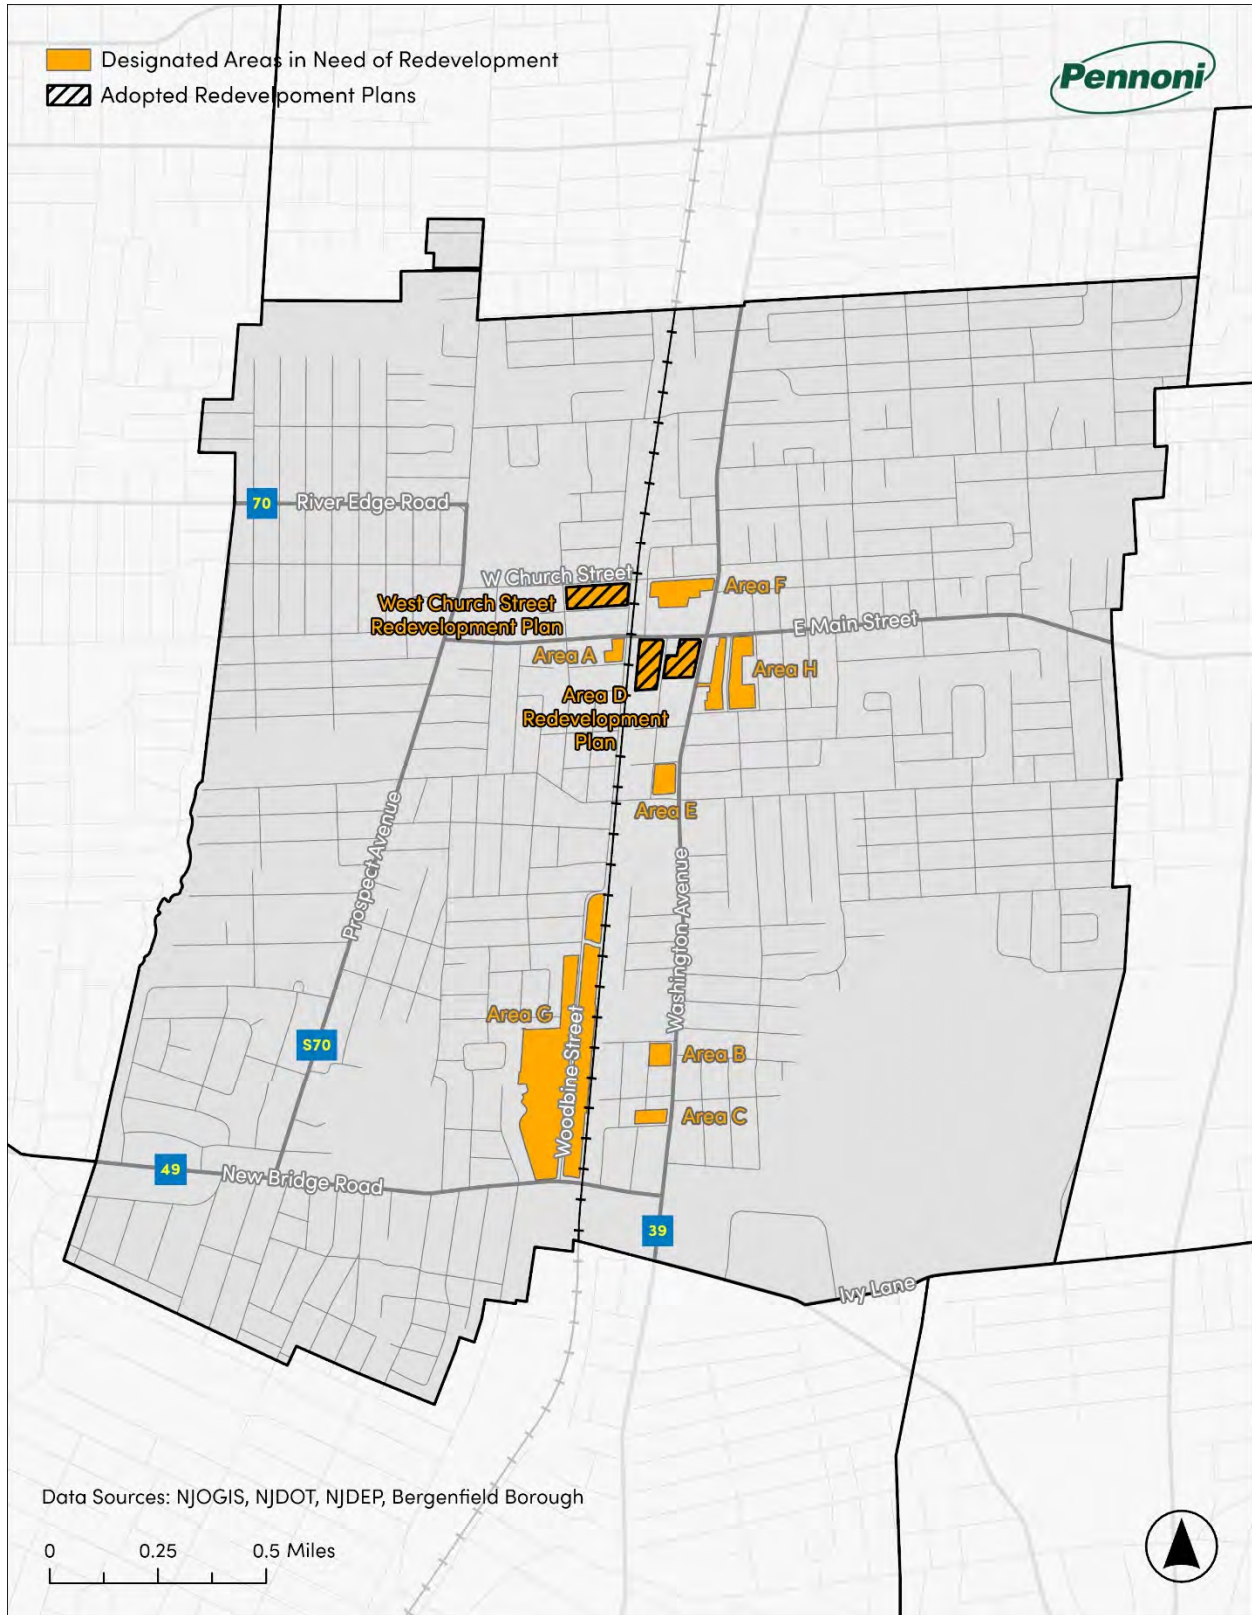 Designated Areas in Need of Redevelopment
Adopted Redevelpoment Plans
Pennoni
70
River Edge Road
W Church Street
West Church Street
Redevelopment Plan
Area F
E Main Street
Area A
Area H
Area D
Redevelopment
Plan
Area E
Prospect Avenue
Washington Avenue
Area G
Woodbine Street
S70
Area B
Area C
49
New Bridge Road
39
Ivy Lane
Data Sources: NJOGIS, NJDOT, NJDEP, Bergenfield Borough
0 0.25 0.5 Miles